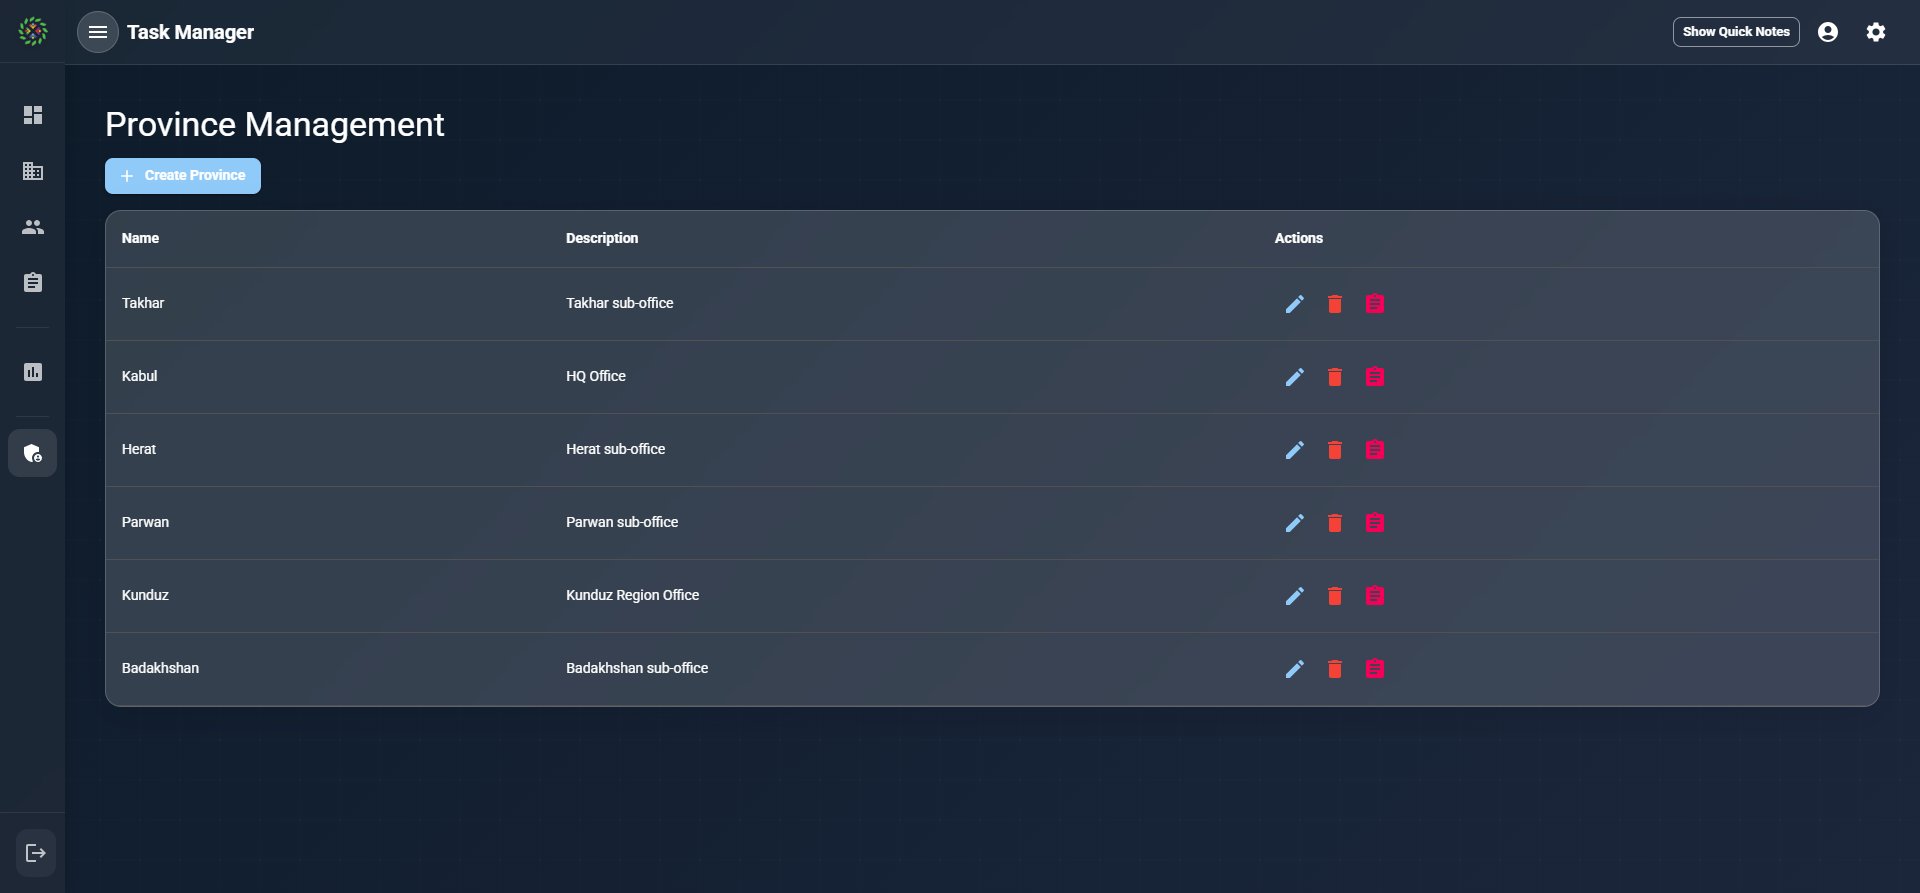 Task Manager
Show Quick Notes
Province Management
Create Province
Name Description Actions
Takhar Takhar sub-office
Kabul HQ Office
Herat Herat sub-office
Parwan Parwan sub-office
Kunduz Kunduz Region Office
Badakhshan Badakhshan sub-office